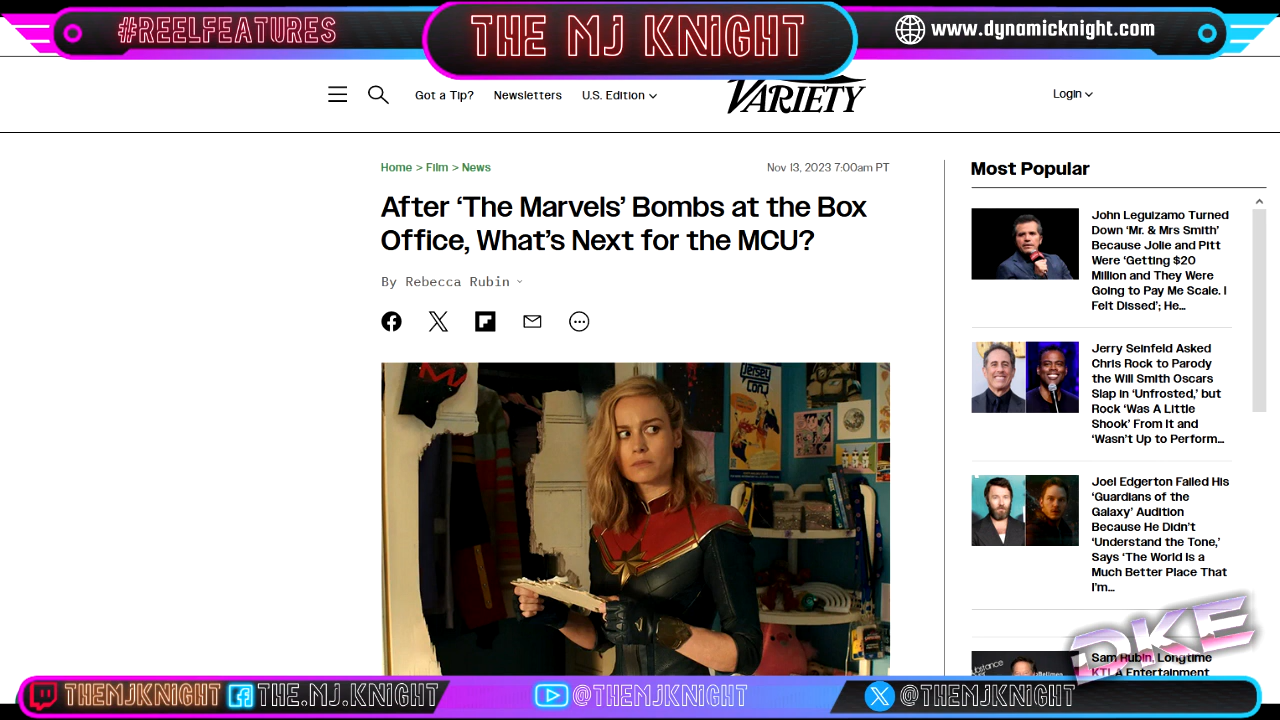 #REELFEATURES
THE MJ KNIGHT
www.dynamicknight.com
Got a Tip?
Newsletters
U.S. Edition
VARIETY
Login
Home > Film > News
Nov 13, 2023 7:00am PT
After ‘The Marvels’ Bombs at the Box
Office, What’s Next for the MCU?
By Rebecca Rubin
Most Popular
John Leguizamo Turned
Down ‘Mr. & Mrs Smith’
Because Jolie and Pitt
Were ‘Getting $20
Million and They Were
Going to Pay Me Scale. I
Felt Dissed’; He...
Jerry Seinfeld Asked
Chris Rock to Parody
the Will Smith Oscars
Slap in ‘Unfrosted,’ but
Rock ‘Was A Little
Shook’ From It and
‘Wasn’t Up to Perform...
Joel Edgerton Failed His
‘Guardians of the
Galaxy’ Audition
Because He Didn’t
‘Understand the Tone,’
Says ‘The World Is a
Much Better Place That
I’m...
Sam Rubin, Longtime
KTLA Entertainment
DKE
THEMJKNIGHT
THE.MJ.KNIGHT
@THEMJKNIGHT
@THEMJKNIGHT